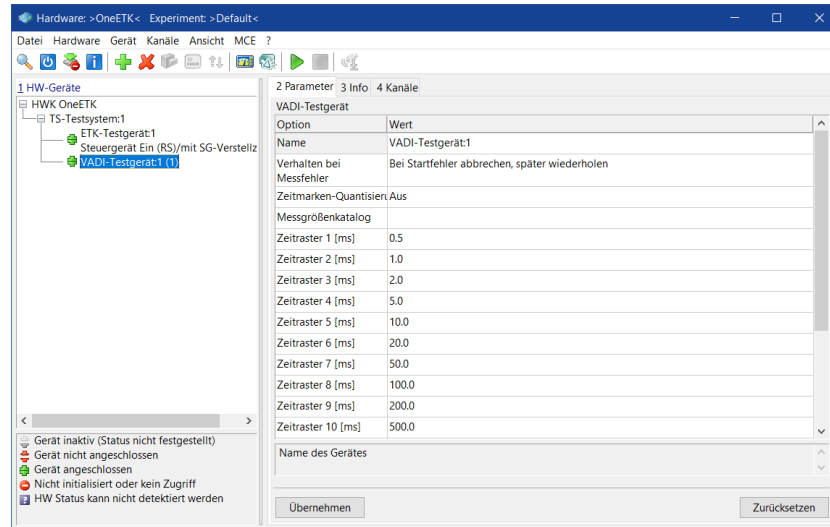 Hardware: >OneETK<  Experiment: >Default<
Datei Hardware Gerät Kanäle Ansicht MCE ?
1 HW-Geräte
HWK OneETK
TS-Testsystem:1
ETK-Testgerät:1
Steuergerät Ein (RS)/mit SG-Verstellz
VADI-Testgerät:1 (1)
Gerät inaktiv (Status nicht festgestellt)
Gerät nicht angeschlossen
Gerät angeschlossen
Nicht initialisiert oder kein Zugriff
HW Status kann nicht detektiert werden
2 Parameter 3 Info 4 Kanäle
VADI-Testgerät
Option Wert
Name VADI-Testgerät:1
Verhalten bei Messfehler Bei Startfehler abbrechen, später wiederholen
Zeitmarken-Quantisieru Aus
Messgrößenkatalog
Zeitraster 1 [ms] 0.5
Zeitraster 2 [ms] 1.0
Zeitraster 3 [ms] 2.0
Zeitraster 4 [ms] 5.0
Zeitraster 5 [ms] 10.0
Zeitraster 6 [ms] 20.0
Zeitraster 7 [ms] 50.0
Zeitraster 8 [ms] 100.0
Zeitraster 9 [ms] 200.0
Zeitraster 10 [ms] 500.0
Name des Gerätes
Übernehmen Zurücksetzen